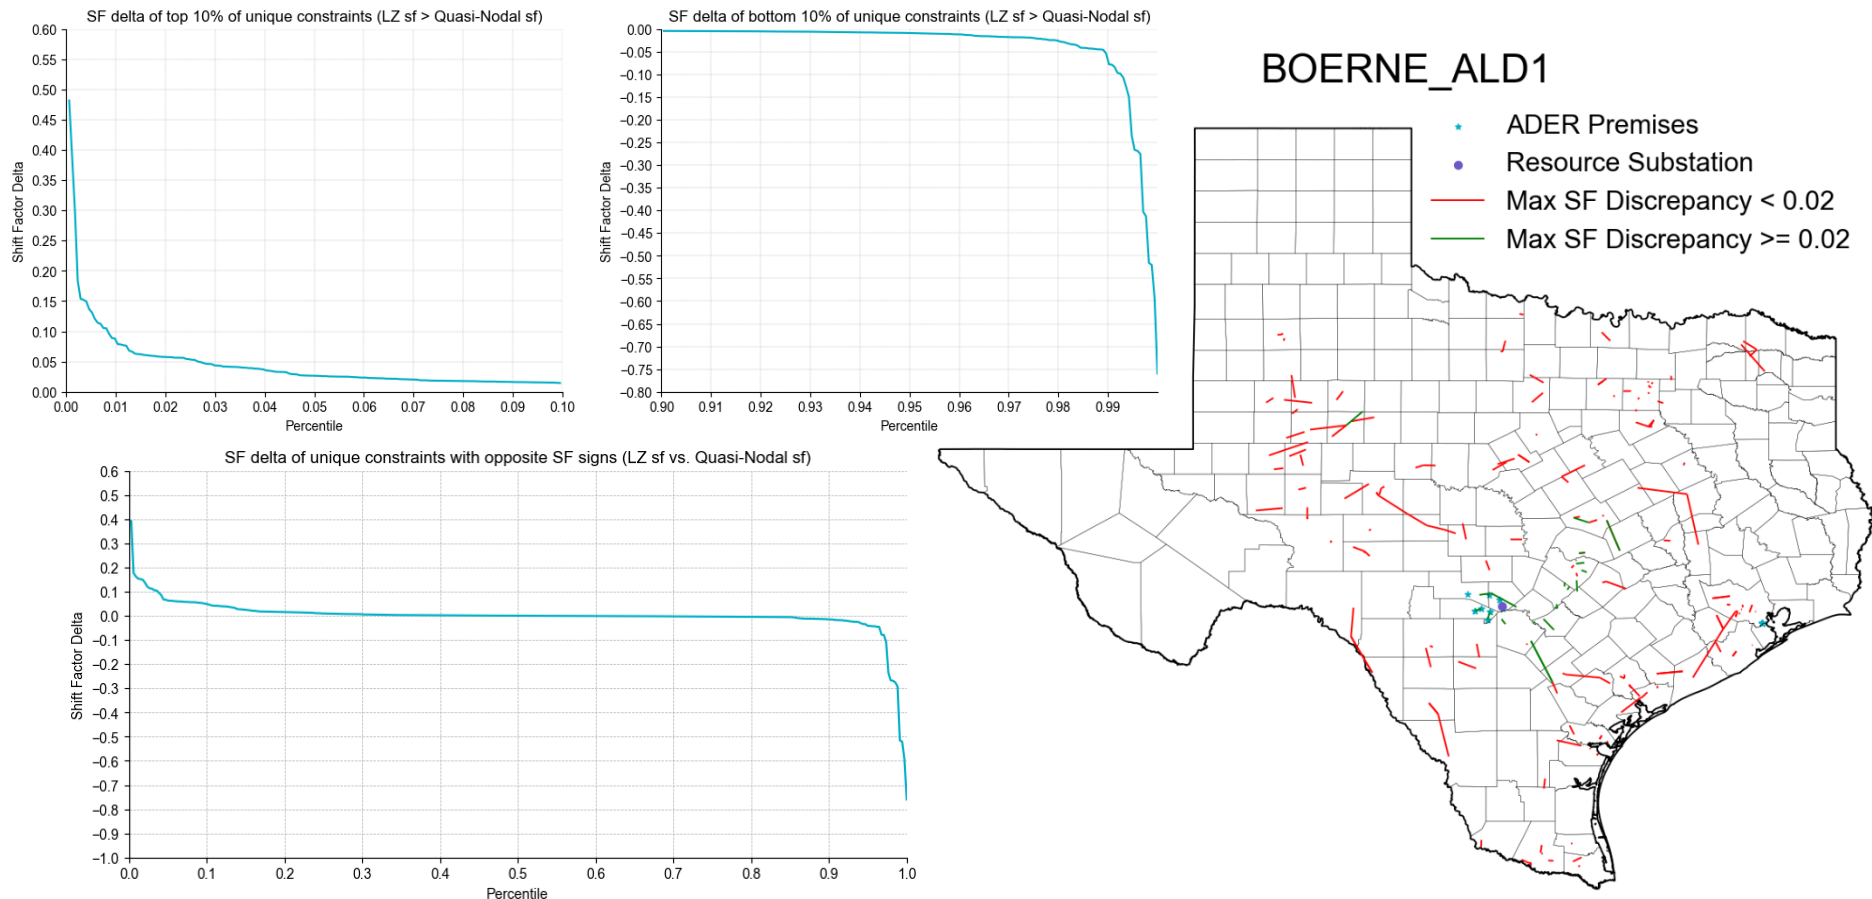 SF delta of top 10% of unique constraints (LZ sf > Quasi-Nodal sf)
0.60
0.55
0.50
0.45
0.40
0.35
0.30
0.25
0.20
0.15
0.10
0.05
0.00
Shift Factor Delta
0.00 0.01 0.02 0.03 0.04 0.05 0.06 0.07 0.08 0.09 0.10
Percentile
SF delta of bottom 10% of unique constraints (LZ sf > Quasi-Nodal sf)
0.00
−0.05
−0.10
−0.15
−0.20
−0.25
−0.30
−0.35
−0.40
−0.45
−0.50
−0.55
−0.60
−0.65
−0.70
−0.75
−0.80
Shift Factor Delta
0.90 0.91 0.92 0.93 0.94 0.95 0.96 0.97 0.98 0.99
Percentile
BOERNE_ALD1
ADER Premises
Resource Substation
Max SF Discrepancy < 0.02
Max SF Discrepancy >= 0.02
SF delta of unique constraints with opposite SF signs (LZ sf vs. Quasi-Nodal sf)
0.6
0.5
0.4
0.3
0.2
0.1
0.0
−0.1
−0.2
−0.3
−0.4
−0.5
−0.6
−0.7
−0.8
−0.9
−1.0
Shift Factor Delta
0.0 0.1 0.2 0.3 0.4 0.5 0.6 0.7 0.8 0.9 1.0
Percentile